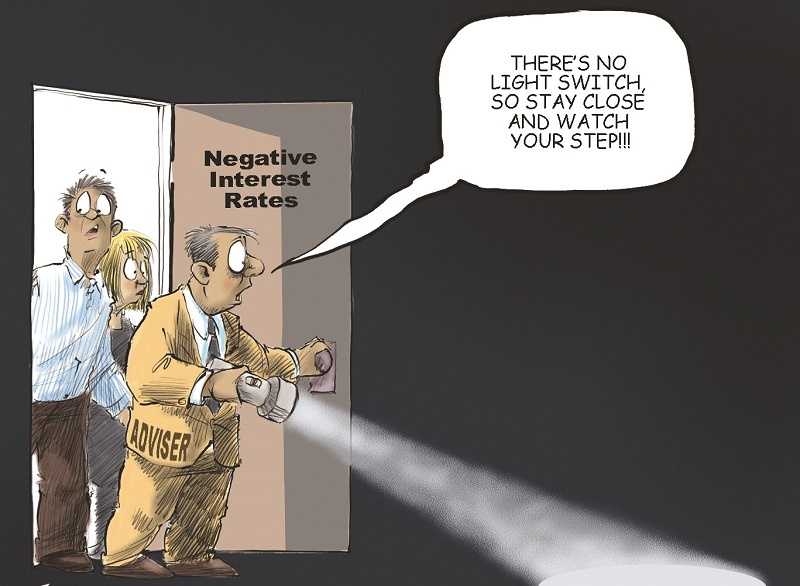 THERE'S NO
LIGHT SWITCH,
SO STAY CLOSE
AND WATCH
YOUR STEP!!!
Negative
Interest
Rates
ADVISER